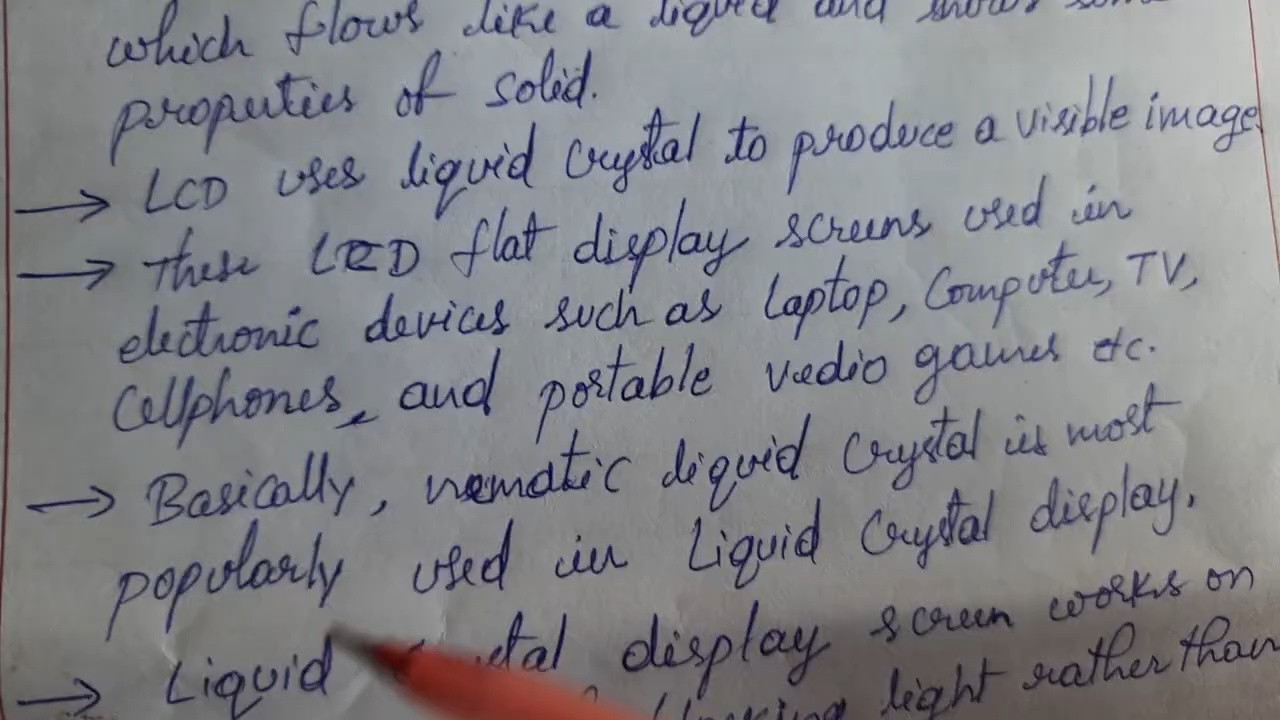 which flows like a liquid and shows some
properties of solid.
→ LCD uses liquid Crystal to produce a visible image.
→ These LCD flat display screens used in
electronic devices such as Laptop, Computer, TV,
Cellphones, and portable vedio games etc.
→ Basically, nematic liquid Crystal is most
popularly used in Liquid Crystal display.
→ Liquid display screen works on
blocking light rather than